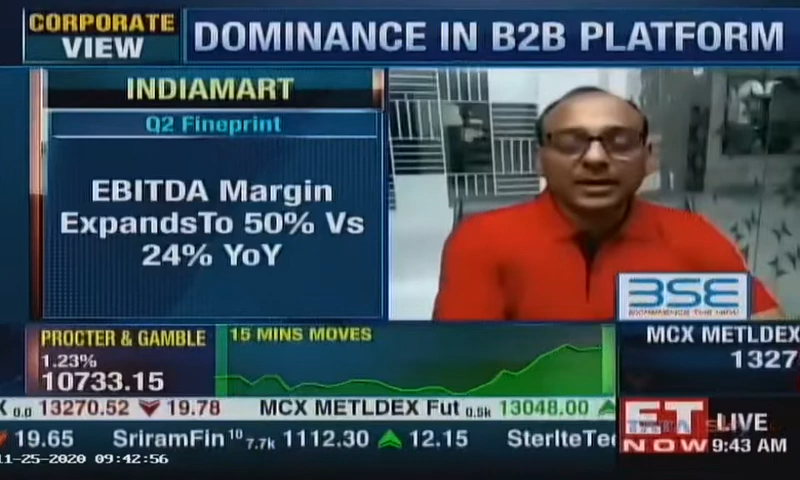 CORPORATE
VIEW
DOMINANCE IN B2B PLATFORM
INDIAMART
Q2 Fineprint
EBITDA Margin
ExpandsTo 50% Vs
24% YoY
BSE
EXPERIENCE THE NEW
PROCTER & GAMBLE
1.23%
10733.15
15 MINS MOVES
MCX METLDEX
1327
X 0.0 13270.52 19.78 MCX METLDEX Fut 0.5k 13048.00
19.65 SriramFin 10 7.7k 1112.30 12.15 SterlteTe
ET
NOW
LIVE
9:43 AM
11-25-2020 09:42:56